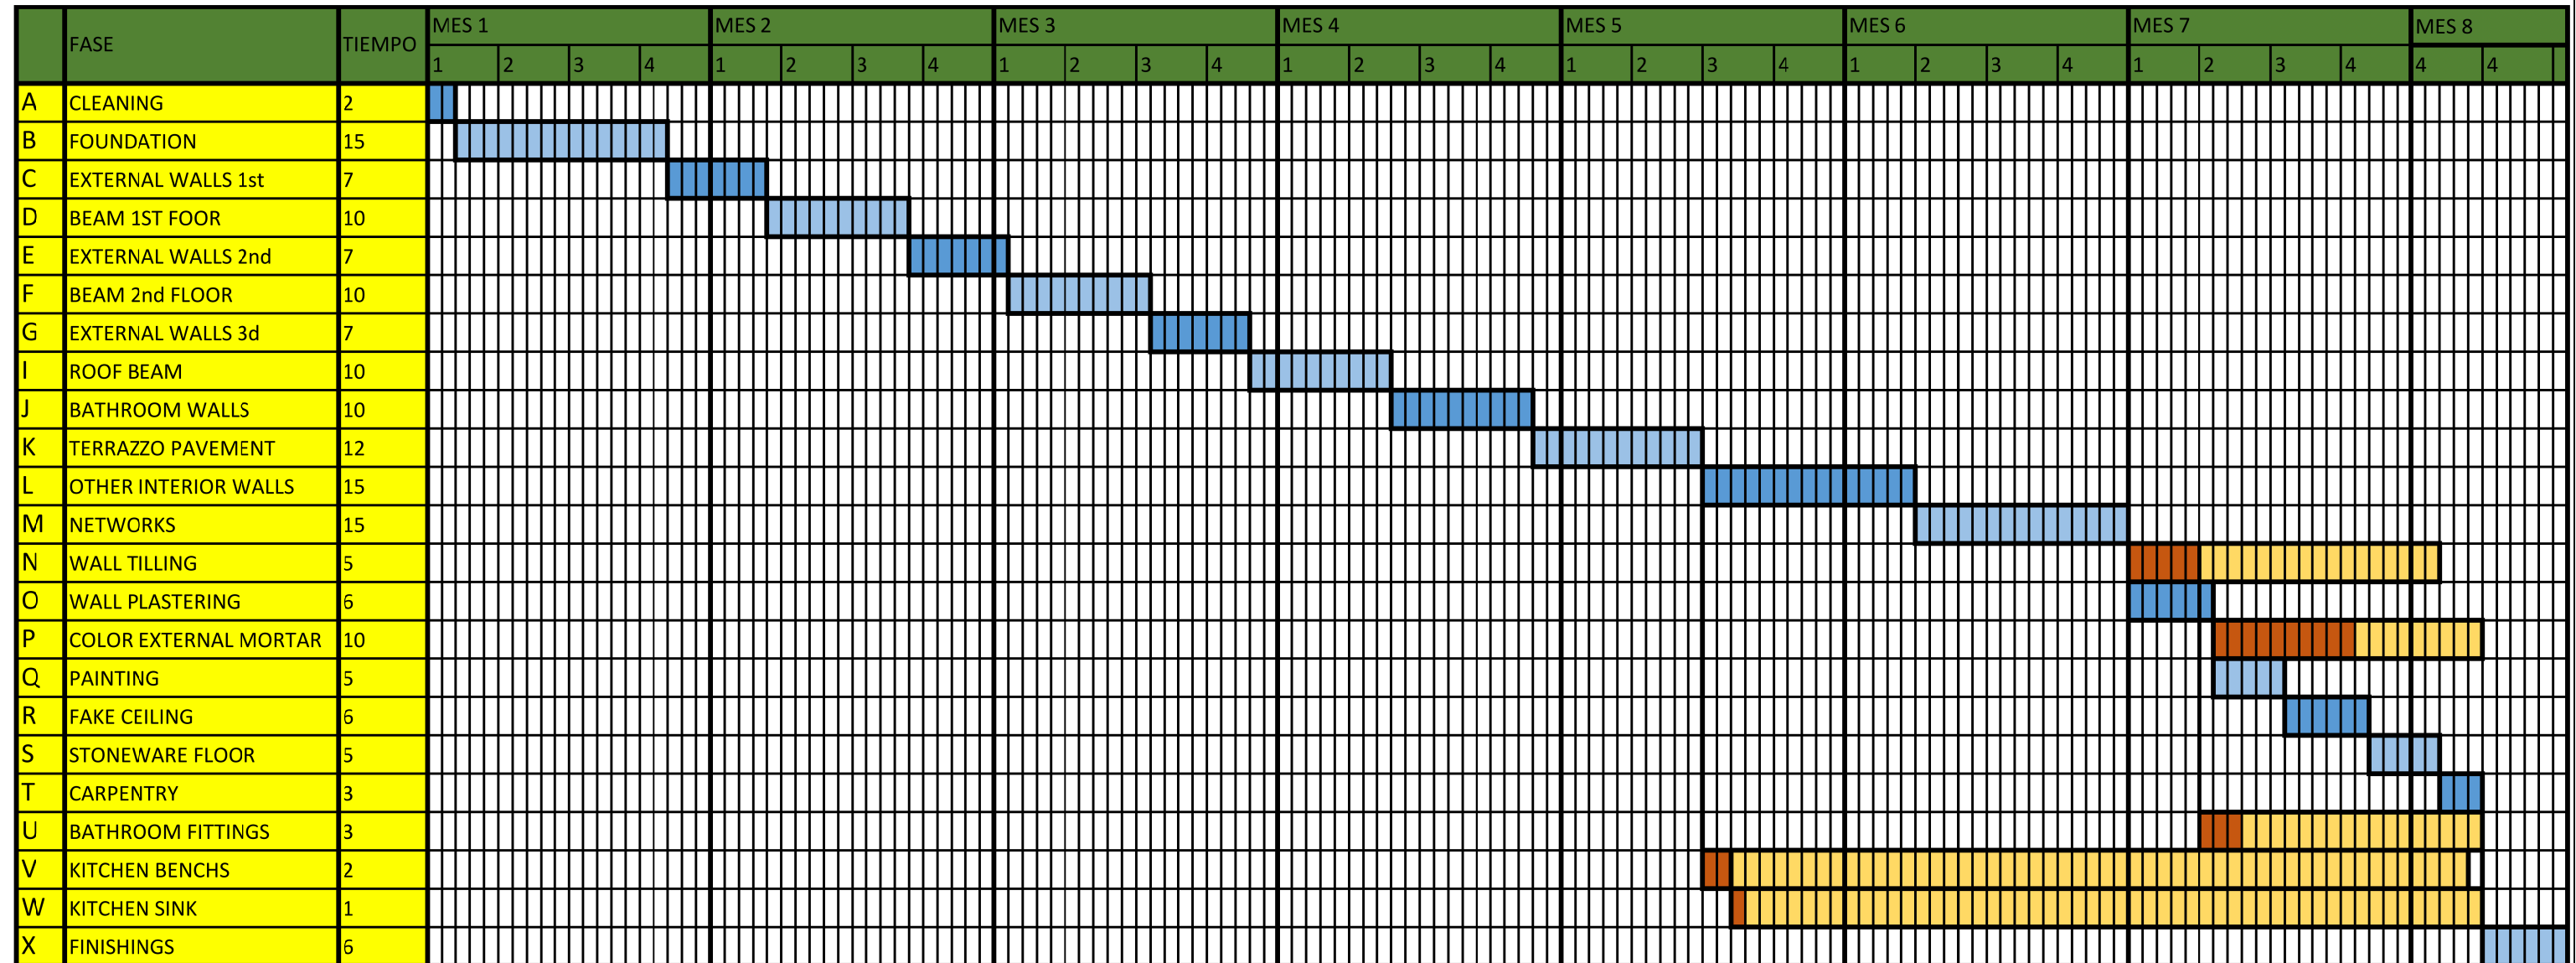 FASE TIEMPO MES 1 MES 2 MES 3 MES 4 MES 5 MES 6 MES 7 MES 8
1 2 3 4 1 2 3 4 1 2 3 4 1 2 3 4 1 2 3 4 1 2 3 4 1 2 3 4 4 4
A CLEANING 2
B FOUNDATION 15
C EXTERNAL WALLS 1st 7
D BEAM 1ST FOOR 10
E EXTERNAL WALLS 2nd 7
F BEAM 2nd FLOOR 10
G EXTERNAL WALLS 3d 7
I ROOF BEAM 10
J BATHROOM WALLS 10
K TERRAZZO PAVEMENT 12
L OTHER INTERIOR WALLS 15
M NETWORKS 15
N WALL TILLING 5
O WALL PLASTERING 6
P COLOR EXTERNAL MORTAR 10
Q PAINTING 5
R FAKE CEILING 6
S STONEWARE FLOOR 5
T CARPENTRY 3
U BATHROOM FITTINGS 3
V KITCHEN BENCHS 2
W KITCHEN SINK 1
X FINISHINGS 6